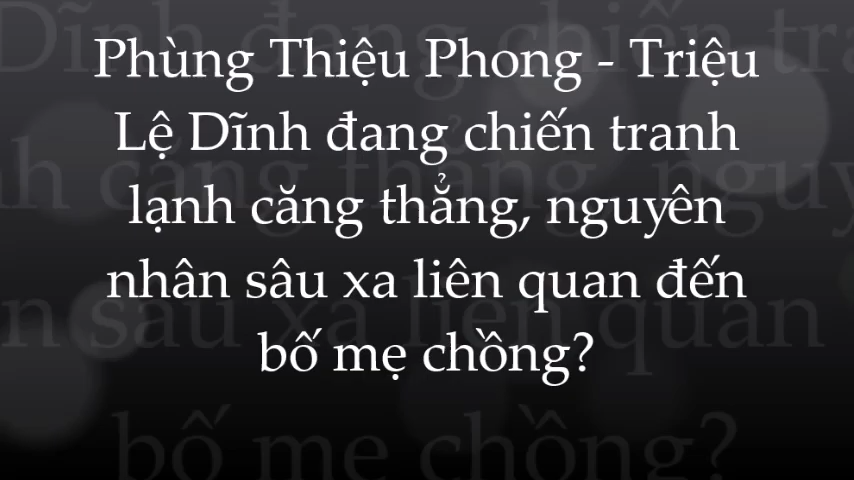 Phùng Thiệu Phong - Triệu
Lệ Dĩnh đang chiến tranh
lạnh căng thẳng, nguyên
nhân sâu xa liên quan đến
bố mẹ chồng?